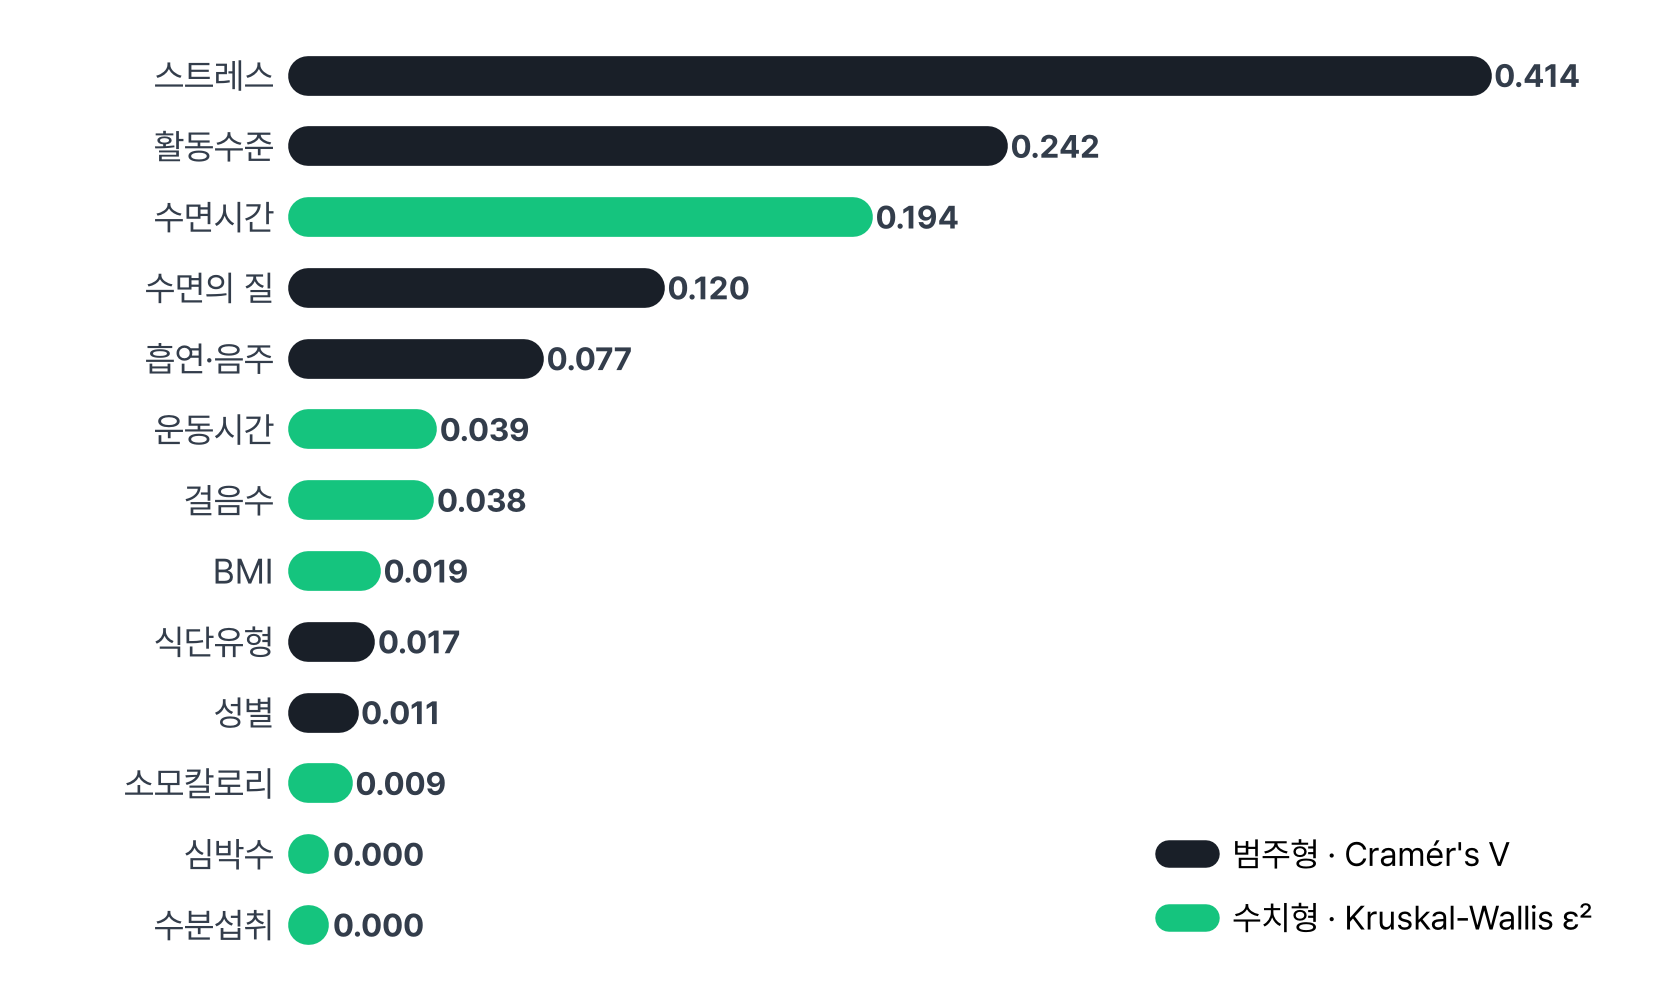 스트레스 0.414
활동수준 0.242
수면시간 0.194
수면의 질 0.120
흡연·음주 0.077
운동시간 0.039
걸음수 0.038
BMI 0.019
식단유형 0.017
성별 0.011
소모칼로리 0.009
심박수 0.000
수분섭취 0.000
범주형 · Cramér's V
수치형 · Kruskal-Wallis ε²